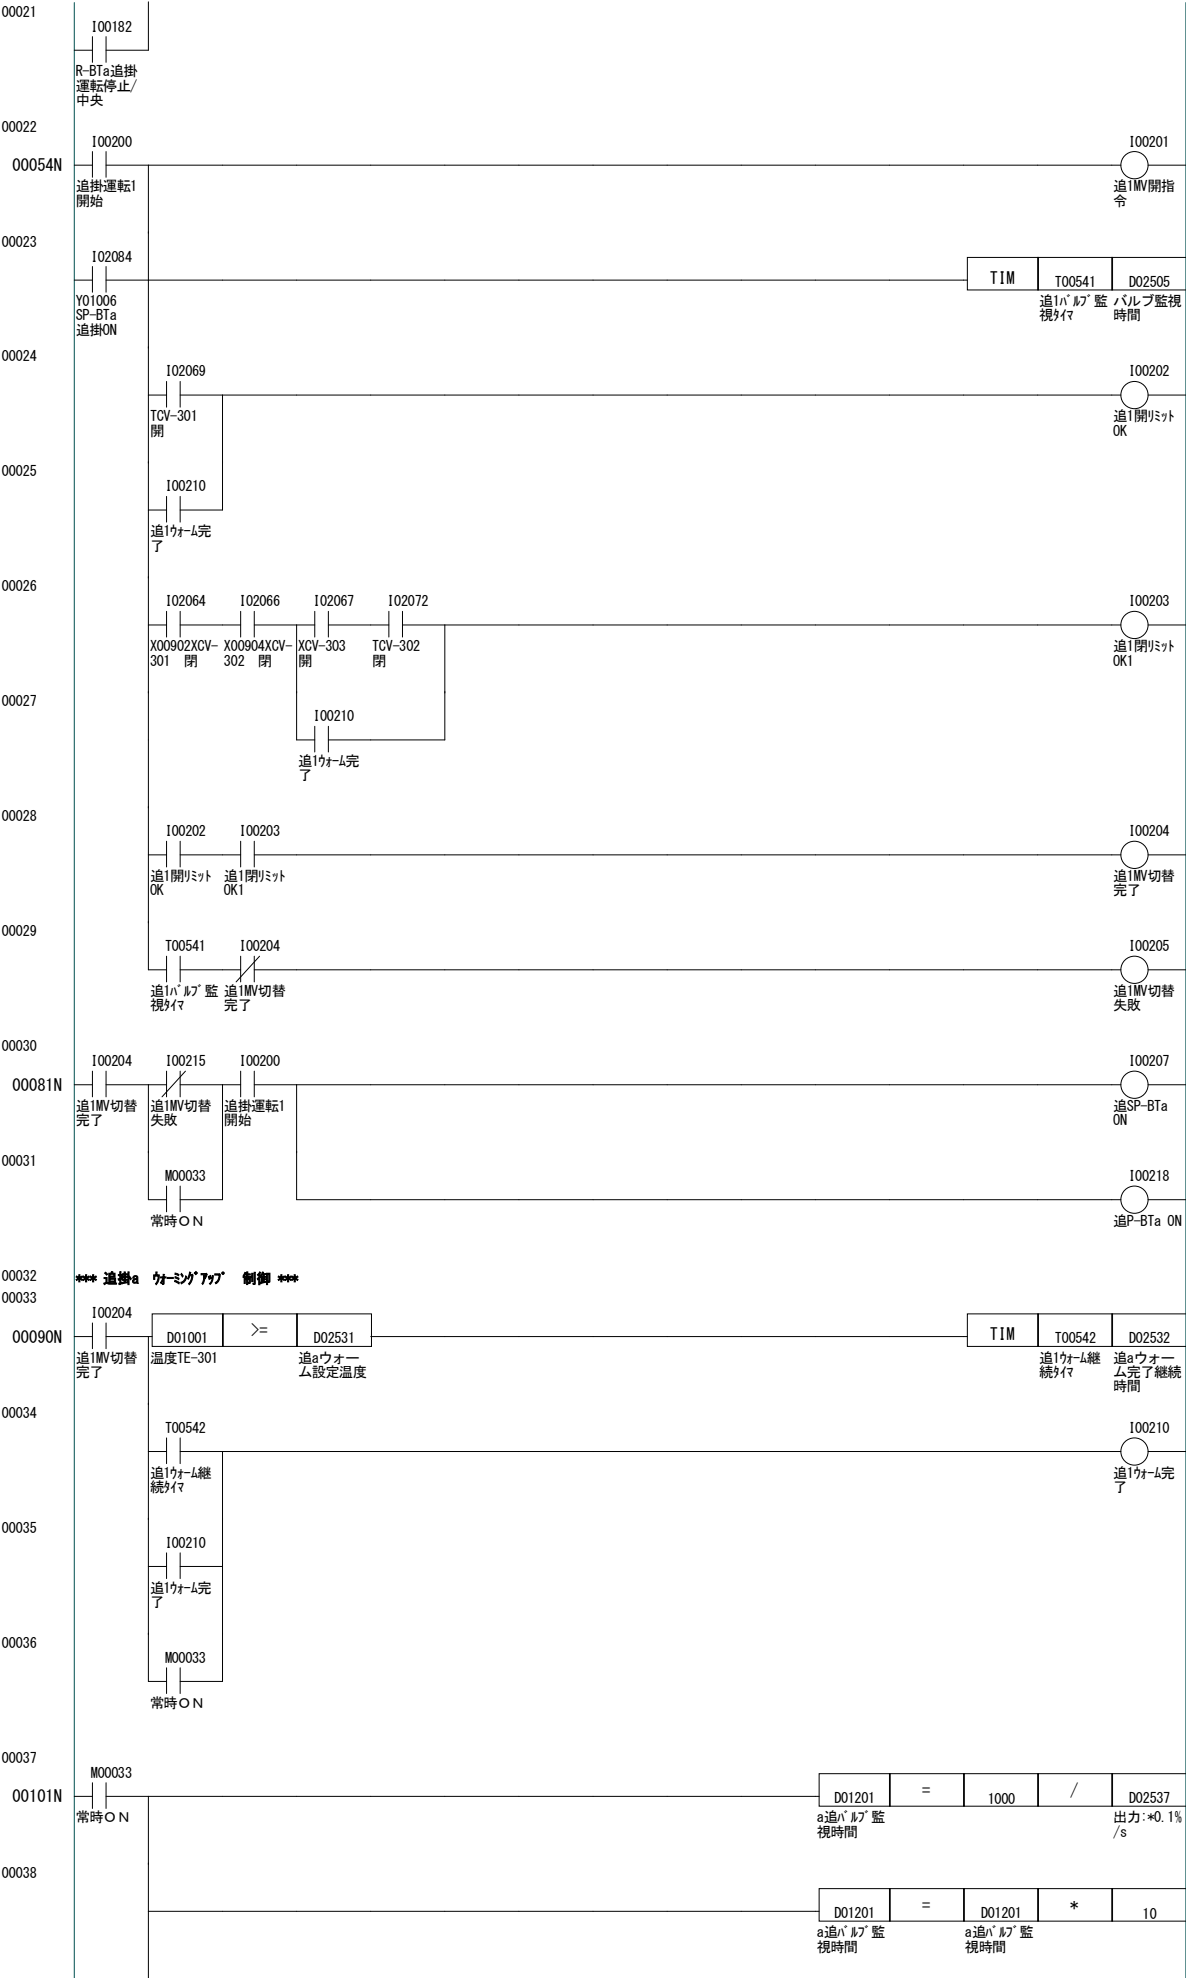 00021
I00182
R-BTa追掛
運転停止/
中央
00022
I00200 I00201
00054N
追掛運転1 追1MV開指
開始 令
00023
I02084
TIM T00541 D02505
Y01006 追1ﾊﾞﾙﾌﾞ監 バルブ監視
SP-BTa 視ﾀｲﾏ 時間
追掛ON
00024
I02069 I00202
TCV-301 追1開ﾘﾐｯﾄ
開 OK
00025
I00210
追1ｳｫｰﾑ完
了
00026
I02064 I02066 I02067 I02072 I00203
X00902XCV- X00904XCV- XCV-303 TCV-302 追1閉ﾘﾐｯﾄ
301 閉 302 閉 開 閉 OK1
00027
I00210
追1ｳｫｰﾑ完
了
00028
I00202 I00203 I00204
追1開ﾘﾐｯﾄ 追1閉ﾘﾐｯﾄ 追1MV切替
OK OK1 完了
00029
T00541 I00204 I00205
追1ﾊﾞﾙﾌﾞ監 追1MV切替 追1MV切替
視ﾀｲﾏ 完了 失敗
00030
I00204 I00215 I00200 I00207
00081N
追1MV切替 追1MV切替 追掛運転1 追SP-BTa
完了 失敗 開始 ON
00031
M00033 I00218
常時ON 追P-BTa ON
00032 *** 追掛a ｳｫｰﾐﾝｸﾞｱｯﾌﾟ 制御 ***
00033
I00204
00090N D01001 >= D02531 TIM T00542 D02532
追1MV切替 温度TE-301 追aウォー 追1ｳｫｰﾑ継 追aウォー
完了 ム設定温度 続ﾀｲﾏ ム完了継続
時間
00034
T00542 I00210
追1ｳｫｰﾑ継 追1ｳｫｰﾑ完
続ﾀｲﾏ 了
00035
I00210
追1ｳｫｰﾑ完
了
00036
M00033
常時ON
00037
M00033
00101N D01201 = 1000 / D02537
常時ON a追ﾊﾞﾙﾌﾞ監 出力:*0.1%
視時間 /s
00038
D01201 = D01201 * 10
a追ﾊﾞﾙﾌﾞ監 a追ﾊﾞﾙﾌﾞ監
視時間 視時間